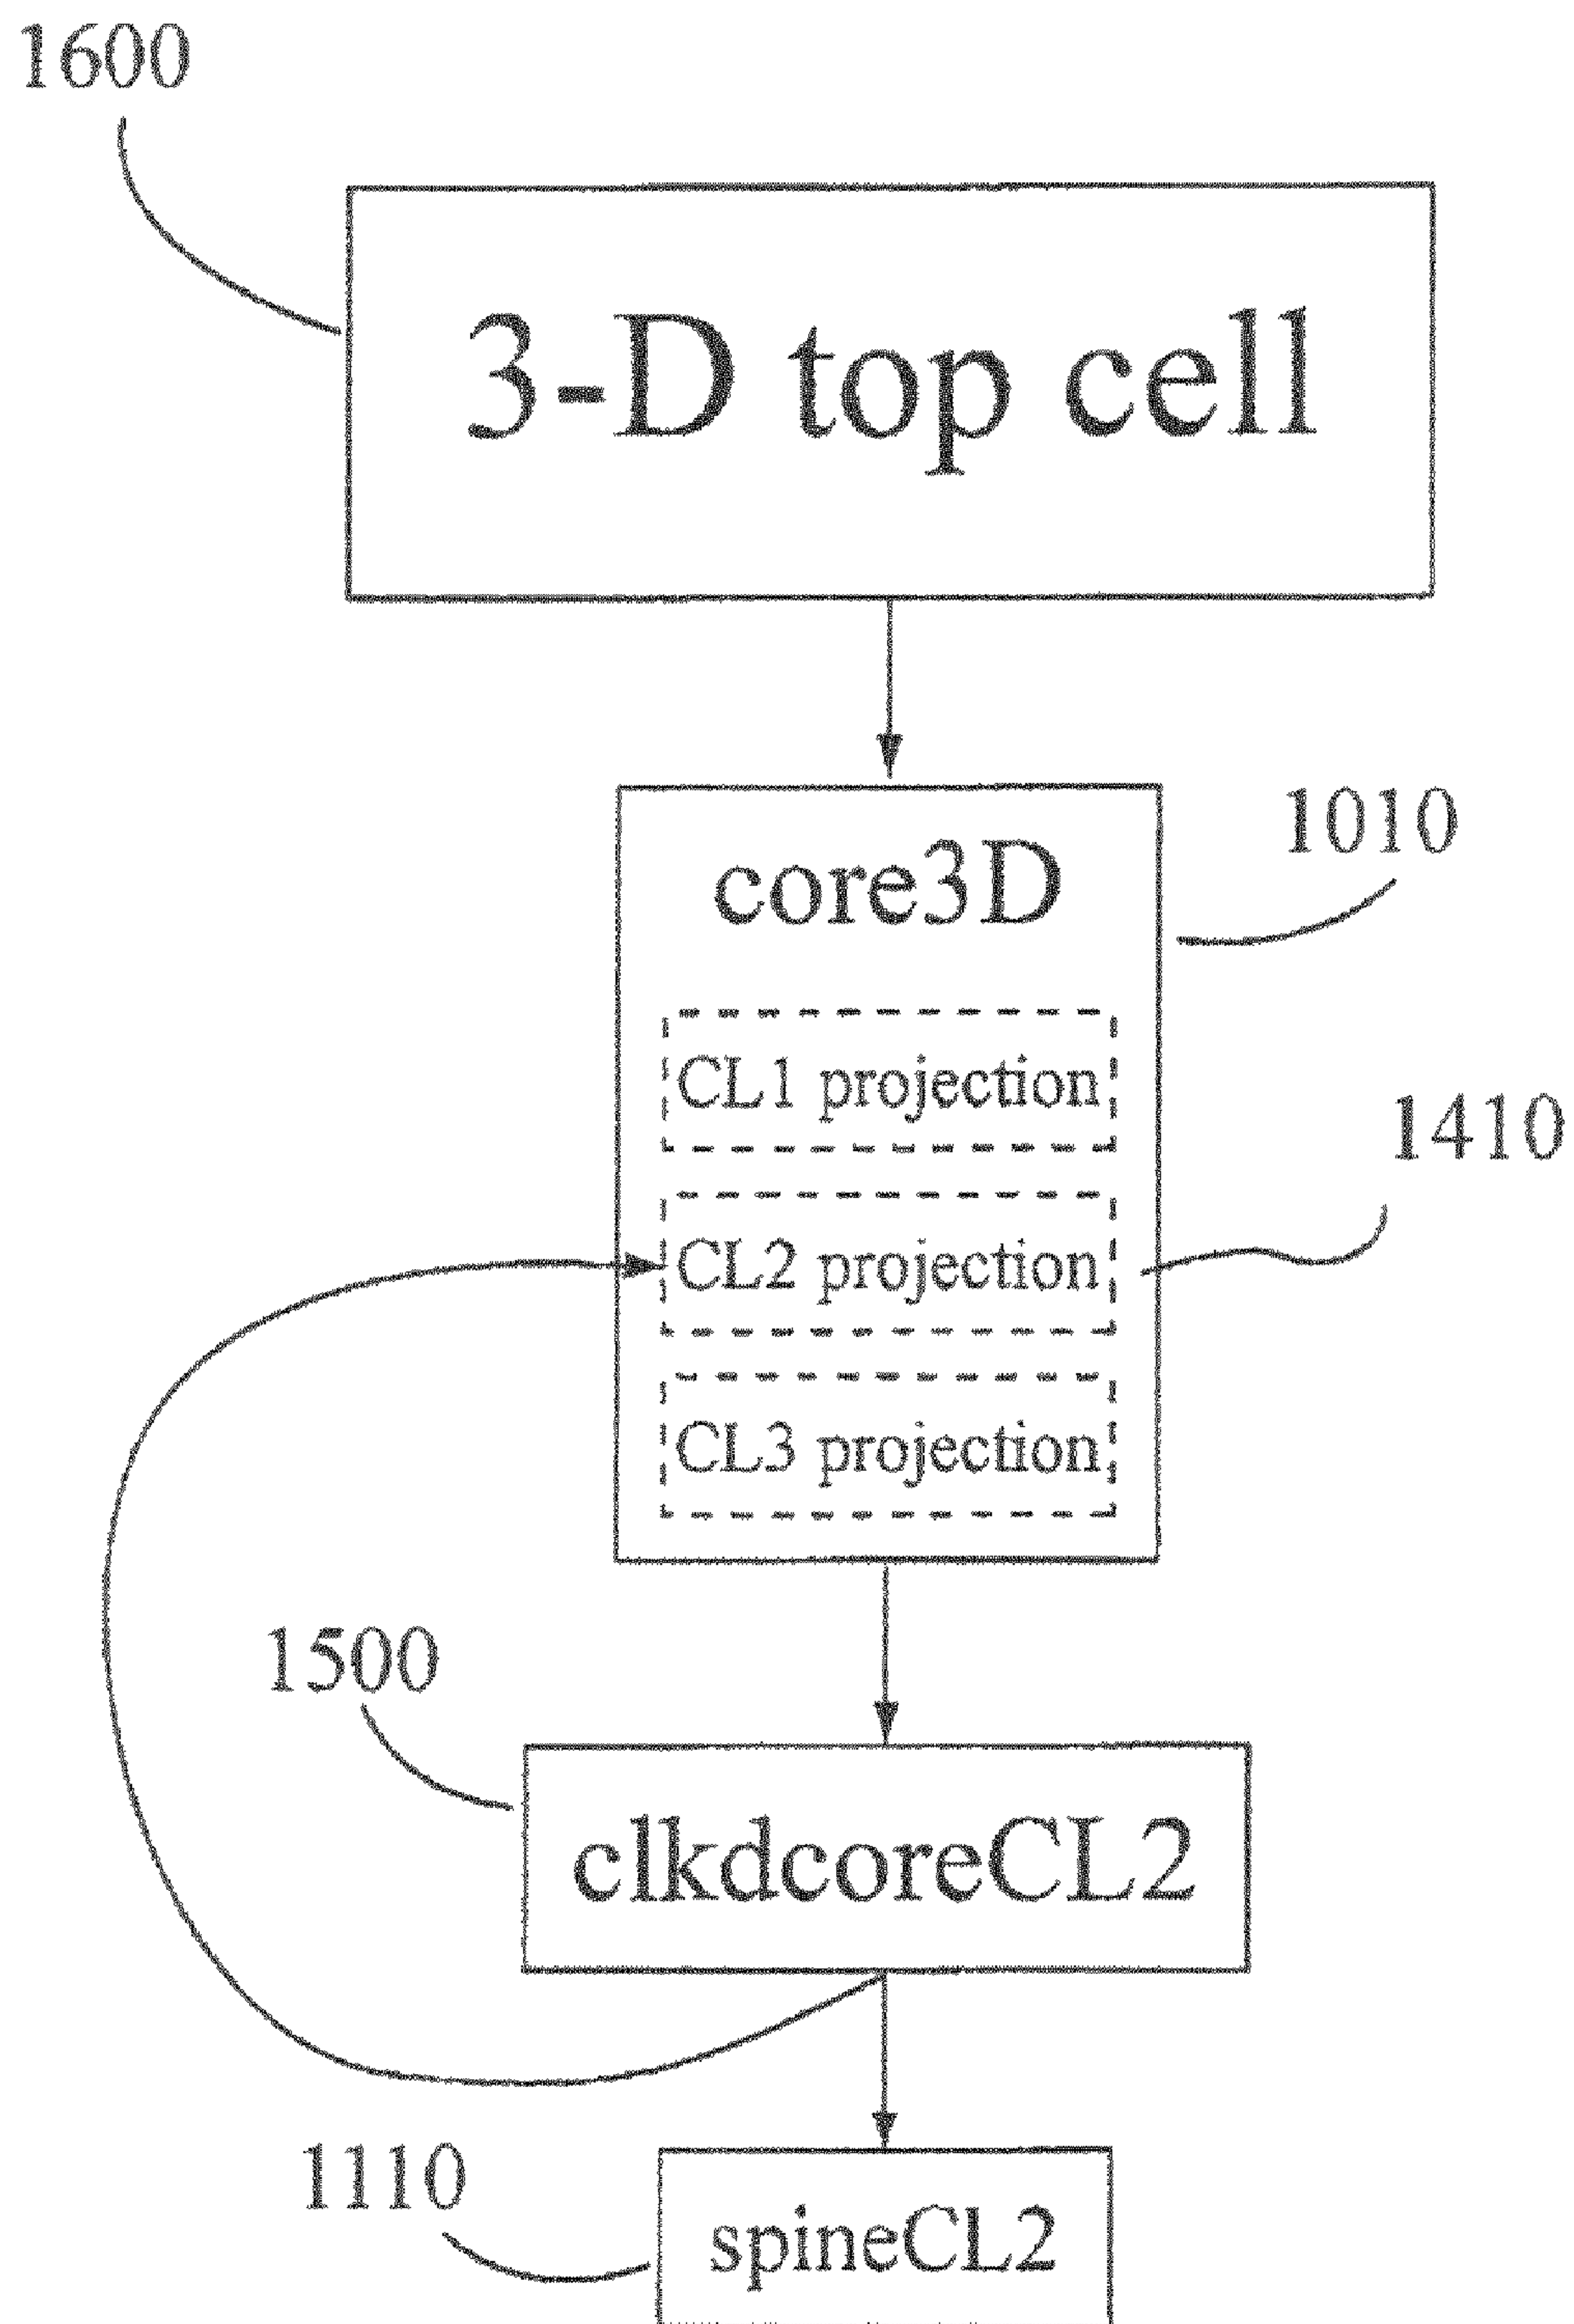 1600
3-D top cell
core3D
1010
CL1 projection
1410
CL2 projection
CL3 projection
1500
clkdcoreCL2
1110
spineCL2